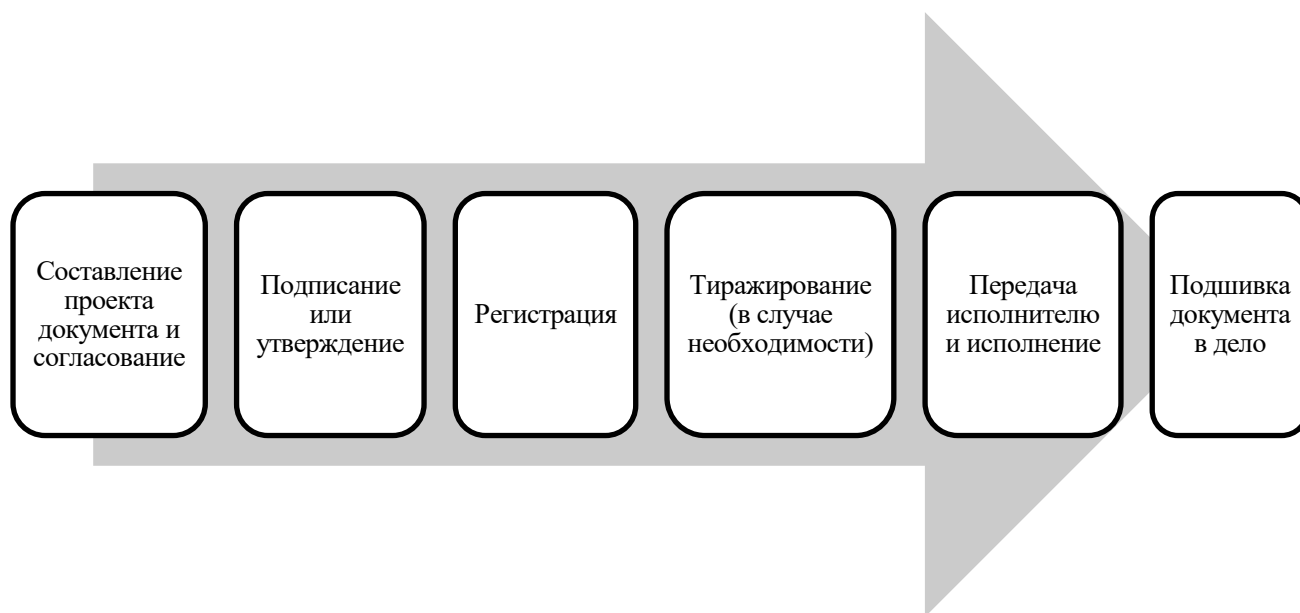 Составление
проекта
документа и
согласование
Подписание
или
утверждение
Регистрация
Тиражирование
(в случае
необходимости)
Передача
исполнителю
и исполнение
Подшивка
документа
в дело